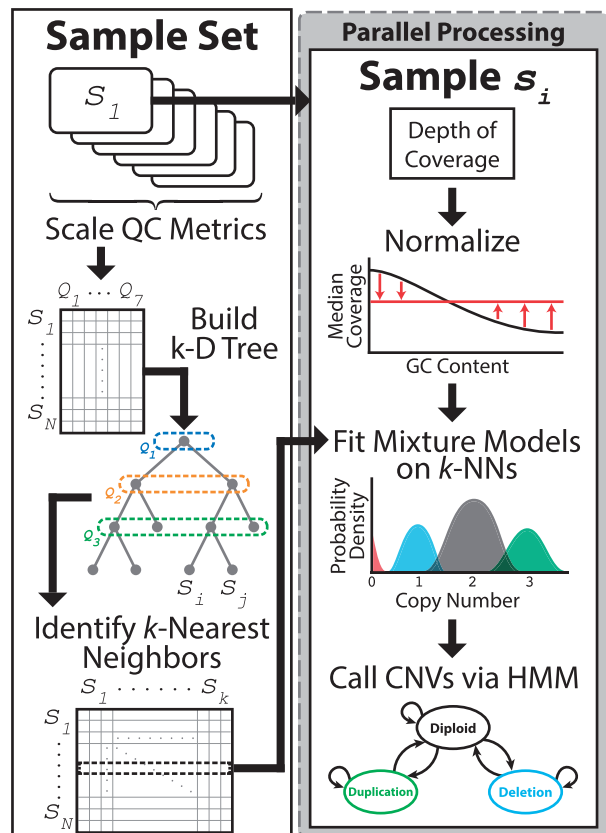 Sample Set
S1
Scale QC Metrics
Q1 ... Q7
S1
SN
Build
k-D Tree
Q1
Q2
Q3
Si Sj
Identify k-Nearest
Neighbors
S1 ...... Sk
S1
SN
Parallel Processing
Sample si
Depth of
Coverage
Normalize
Median
Coverage
GC Content
Fit Mixture Models
on k-NNs
Probability
Density
0 1 2 3
Copy Number
Call CNVs via HMM
Diploid
Duplication
Deletion